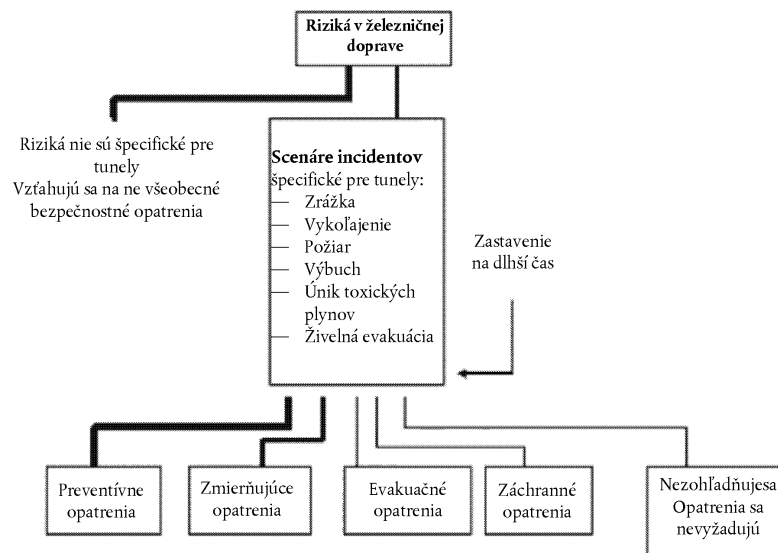 Riziká v železničnej
doprave
Riziká nie sú špecifické pre
tunely
Vzťahujú sa na ne všeobecné
bezpečnostné opatrenia
Scenáre incidentov
špecifické pre tunely:
— Zrážka
— Vykoľajenie
— Požiar
— Výbuch
— Únik toxických
plynov
— Živelná evakuácia
Zastavenie
na dlhší čas
Preventívne
opatrenia
Zmierňujúce
opatrenia
Evakuačné
opatrenia
Záchranné
opatrenia
Nezohľadňujesa
Opatrenia sa
nevyžadujú